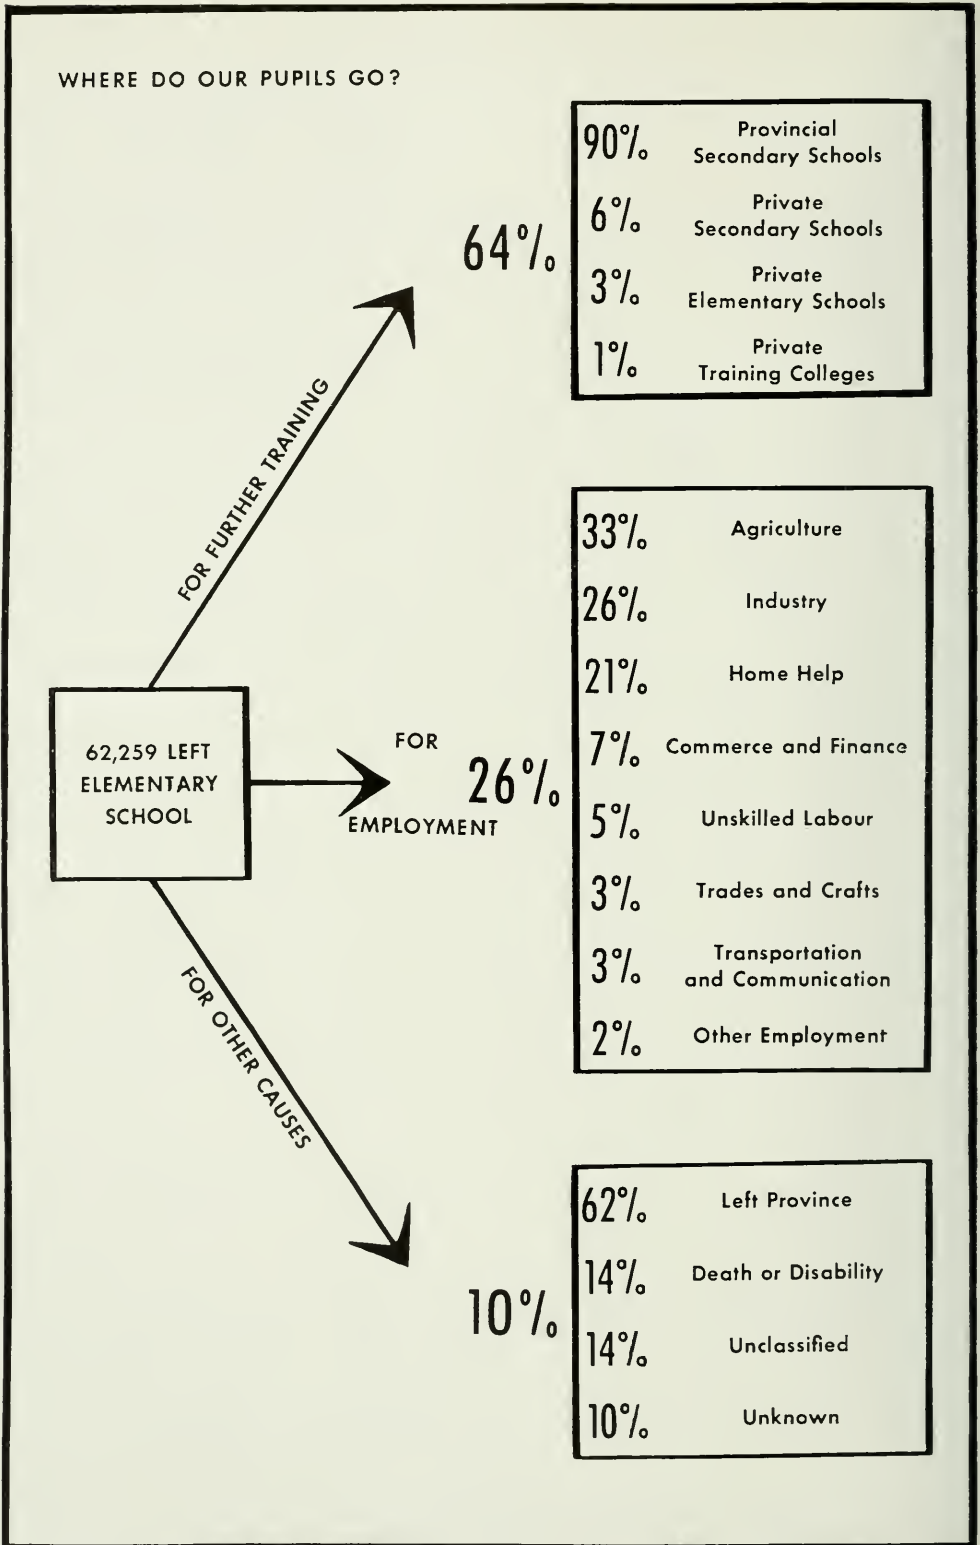 WHERE DO OUR PUPILS GO?
64%
90% Provincial
Secondary Schools
6% Private
Secondary Schools
3% Private
Elementary Schools
1% Private
Training Colleges
FOR FURTHER TRAINING
62,259 LEFT
ELEMENTARY
SCHOOL
FOR
EMPLOYMENT
26%
33% Agriculture
26% Industry
21% Home Help
7% Commerce and Finance
5% Unskilled Labour
3% Trades and Crafts
3% Transportation
and Communication
2% Other Employment
FOR OTHER CAUSES
10%
62% Left Province
14% Death or Disability
14% Unclassified
10% Unknown